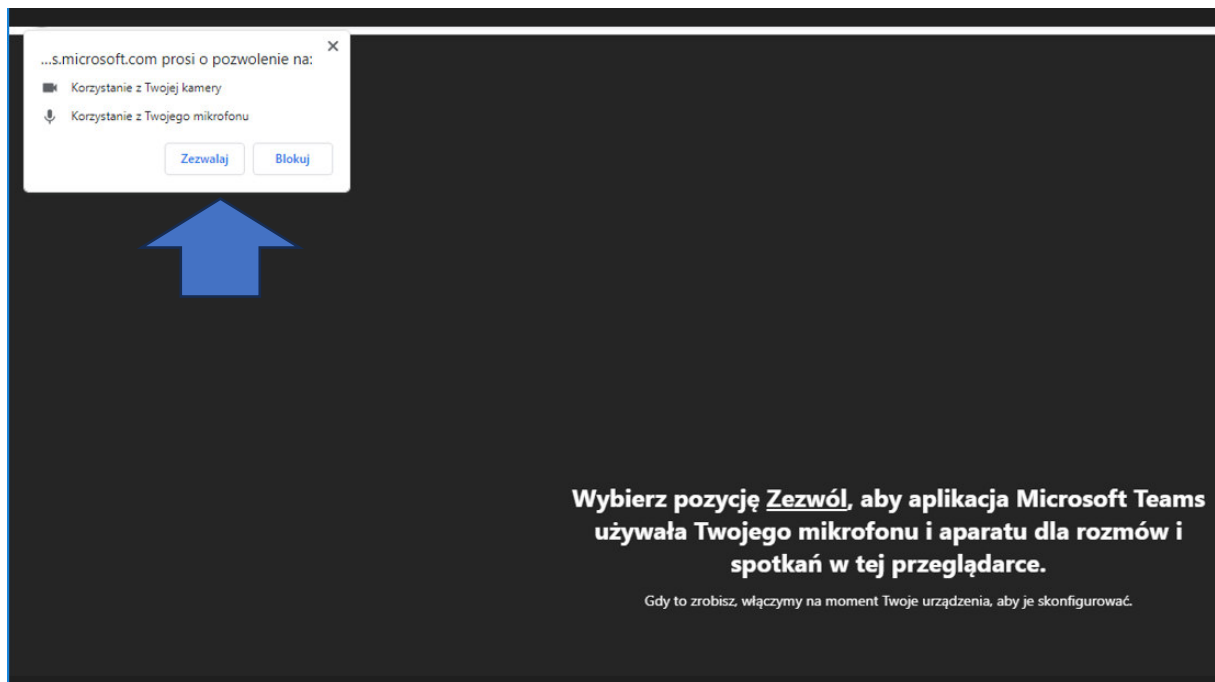 ...s.microsoft.com prosi o pozwolenie na:
Korzystanie z Twojej kamery
Korzystanie z Twojego mikrofonu
Zezwalaj Blokuj
Wybierz pozycję Zezwól, aby aplikacja Microsoft Teams
używała Twojego mikrofonu i aparatu dla rozmów i
spotkań w tej przeglądarce.
Gdy to zrobisz, włączymy na moment Twoje urządzenia, aby je skonfigurować.